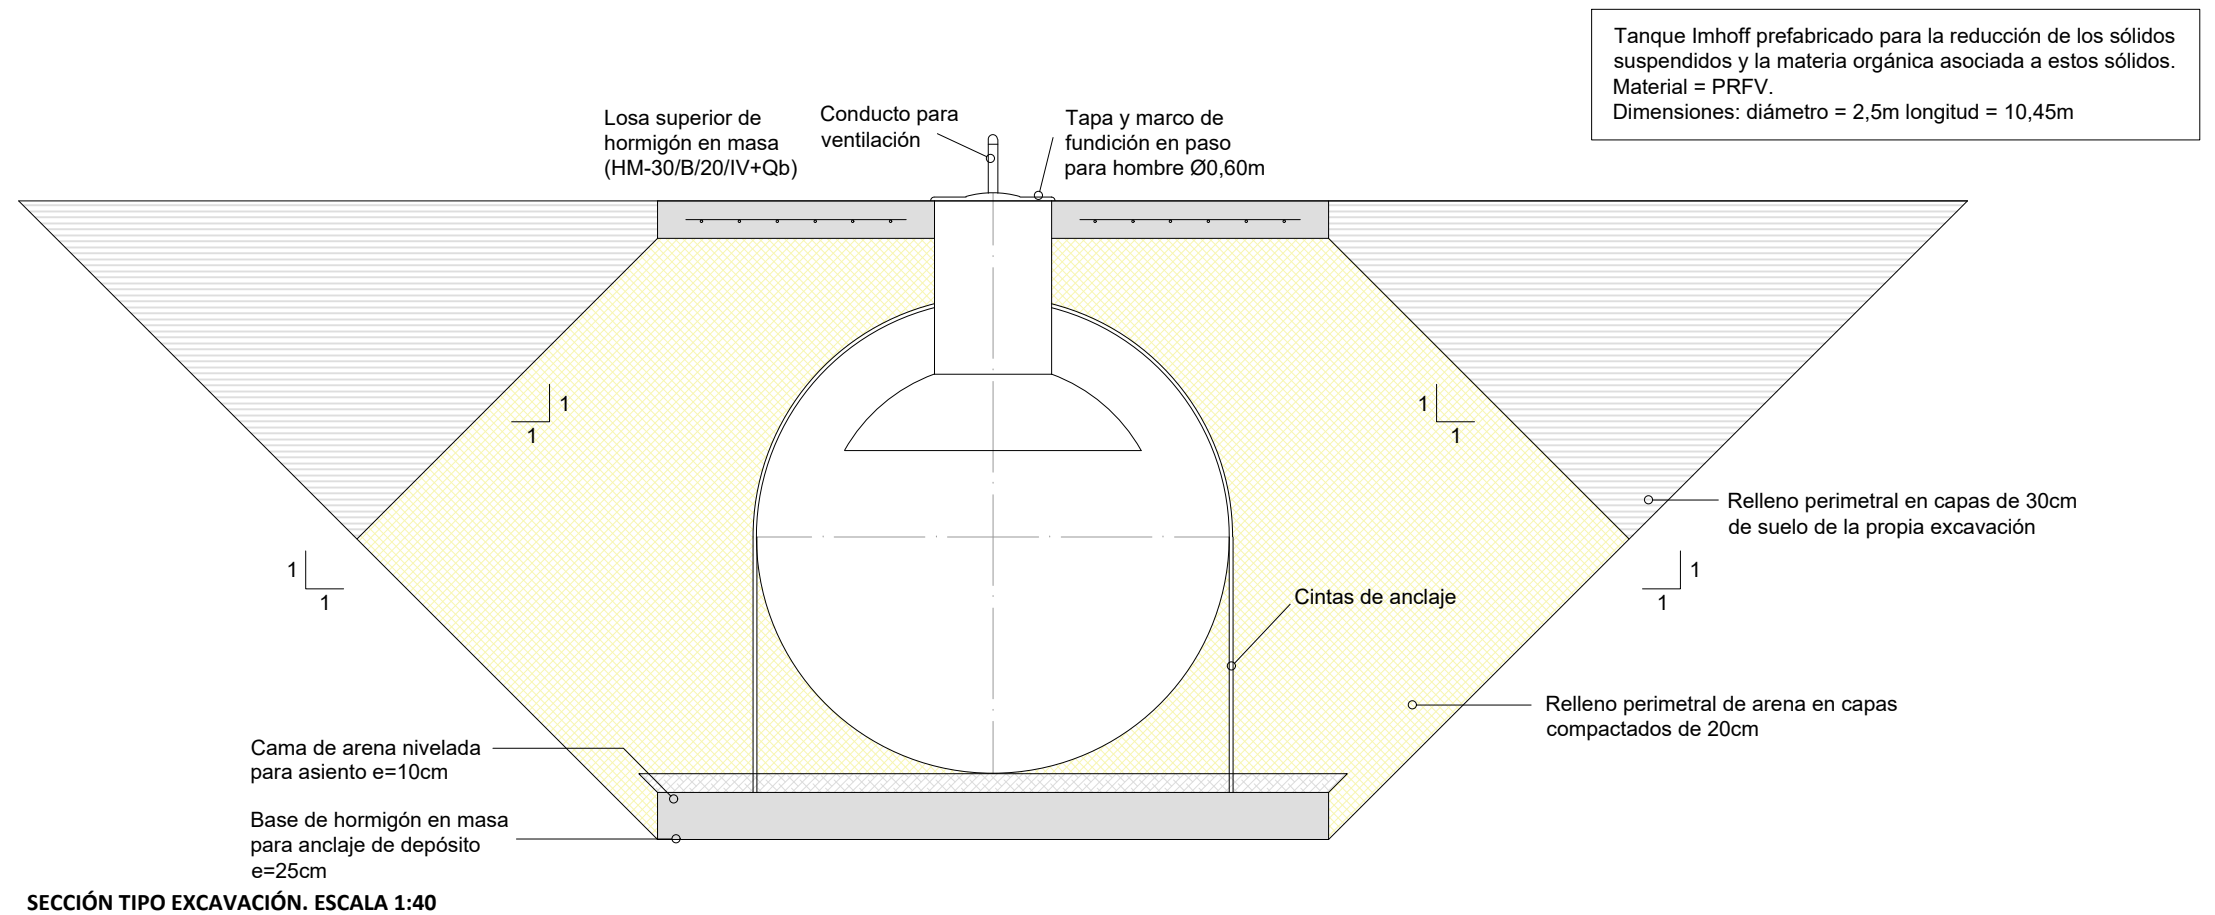 Tanque Imhoff prefabricado para la reducción de los sólidos
suspendidos y la materia orgánica asociada a estos sólidos.
Material = PRFV.
Dimensiones: diámetro = 2,5m longitud = 10,45m
Losa superior de
hormigón en masa
(HM-30/B/20/IV+Qb)
Conducto para
ventilación
Tapa y marco de
fundición en paso
para hombre Ø0,60m
1
1
1
1
Relleno perimetral en capas de 30cm
de suelo de la propia excavación
1
1
1
1
Cintas de anclaje
Relleno perimetral de arena en capas
compactados de 20cm
Cama de arena nivelada
para asiento e=10cm
Base de hormigón en masa
para anclaje de depósito
e=25cm
SECCIÓN TIPO EXCAVACIÓN. ESCALA 1:40